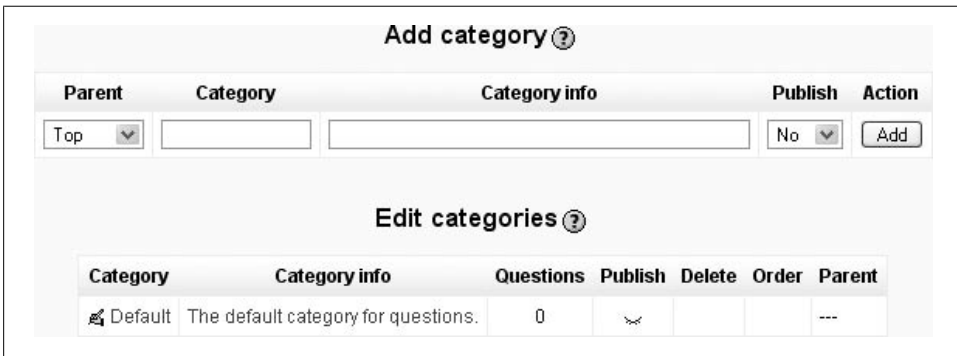 Add category ?
Parent Category Category info Publish Action
Top No Add
Edit categories ?
Category Category info Questions Publish Delete Order Parent
Default The default category for questions. 0 ---